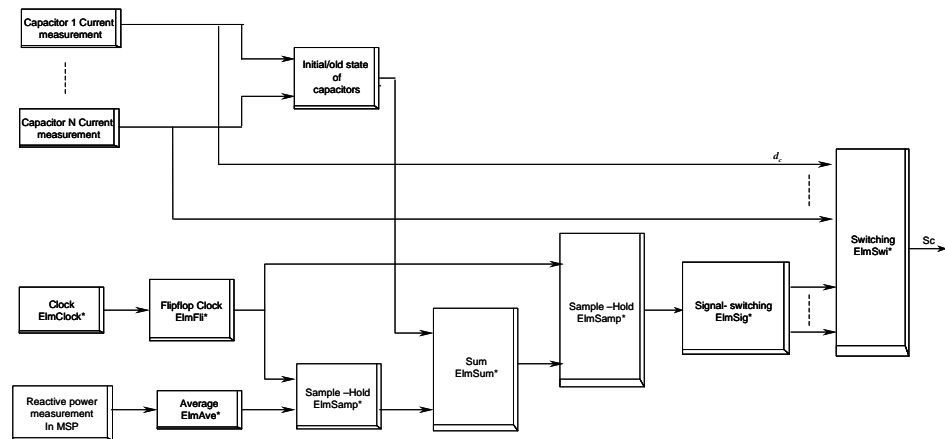 Capacitor 1 Current
measurement
Initial/old state
of
capacitors
Capacitor N Current
measurement
d_c
Switching
ElmSwi*
Sc
Clock
ElmClock*
Flipflop Clock
ElmFli*
Sample –Hold
ElmSamp*
Signal- switching
ElmSig*
Sum
ElmSum*
Sample –Hold
ElmSamp*
Reactive power
measurement
In MSP
Average
ElmAve*